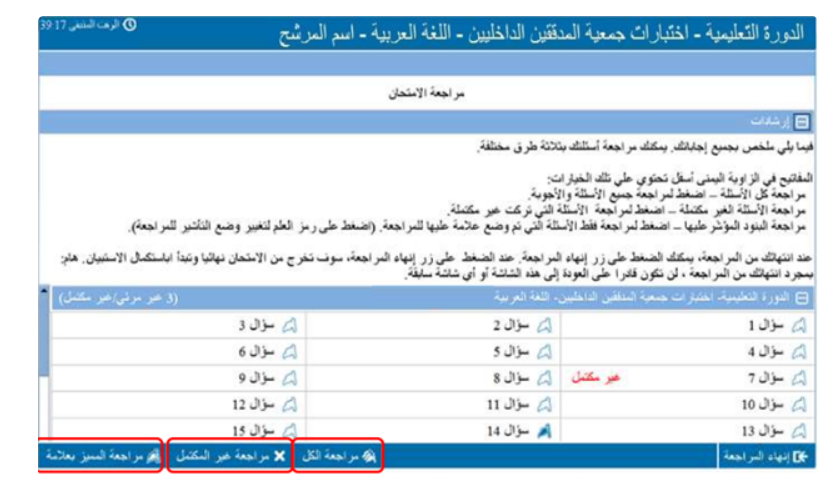 الدورة التعليمية - اختبارات جمعية المدققين الداخليين - اللغة العربية - اسم المرشح
الوقت المتبقي 39:17
مراجعة الامتحان
إرشادات
فيما يلي ملخص بجميع إجاباتك. يمكنك مراجعة أسئلتك بثلاثة طرق مختلفة.
المفاتيح في الزاوية اليمنى أسفل تحتوي علي تلك الخيارات:
مراجعة كل الأسئلة – اضغط لمراجعة جميع الأسئلة والأجوبة.
مراجعة الأسئلة الغير مكتملة – اضغط لمراجعة الأسئلة التي تركت غير مكتملة.
مراجعة البنود المؤشر عليها – اضغط لمراجعة فقط الأسئلة التي تم وضع علامة عليها للمراجعة. (اضغط على رمز العلم لتغيير وضع التأشير للمراجعة).
عند انتهائك من المراجعة، يمكنك الضغط على زر إنهاء المراجعة. عند الضغط على زر إنهاء المراجعة، سوف تخرج من الامتحان نهائيا وتبدأ اباستكمال الاستبيان. هام:
بمجرد انتهائك من المراجعة ، لن تكون قادرا على العودة إلى هذه الشاشة أو أي شاشة سابقة.
الدورة التعليمية- اختبارات جمعية المدققين الداخليين- اللغة العربية (3 غير مرئي/غير مكتمل)
سؤال 1 سؤال 2 سؤال 3
سؤال 4 سؤال 5 سؤال 6
سؤال 7 غير مكتمل سؤال 8 سؤال 9
سؤال 10 سؤال 11 سؤال 12
سؤال 13 سؤال 14 سؤال 15
إنهاء المراجعة مراجعة الكل مراجعة غير المكتمل مراجعة المميز بعلامة